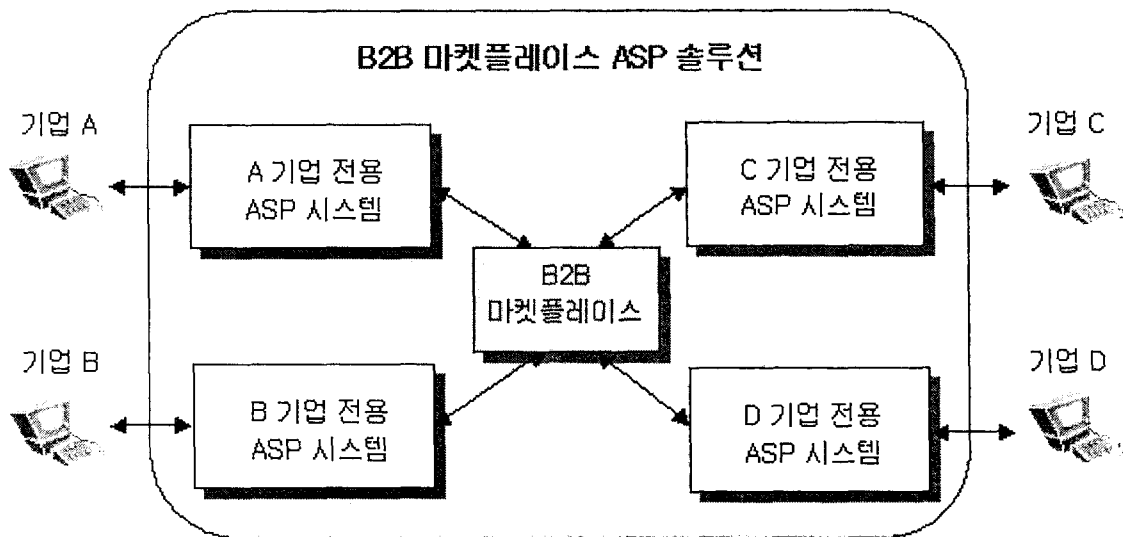 B2B 마켓플레이스 ASP 솔루션
기업 A
A 기업 전용
ASP 시스템
기업 C
C 기업 전용
ASP 시스템
B2B
마켓플레이스
기업 B
B 기업 전용
ASP 시스템
기업 D
D 기업 전용
ASP 시스템